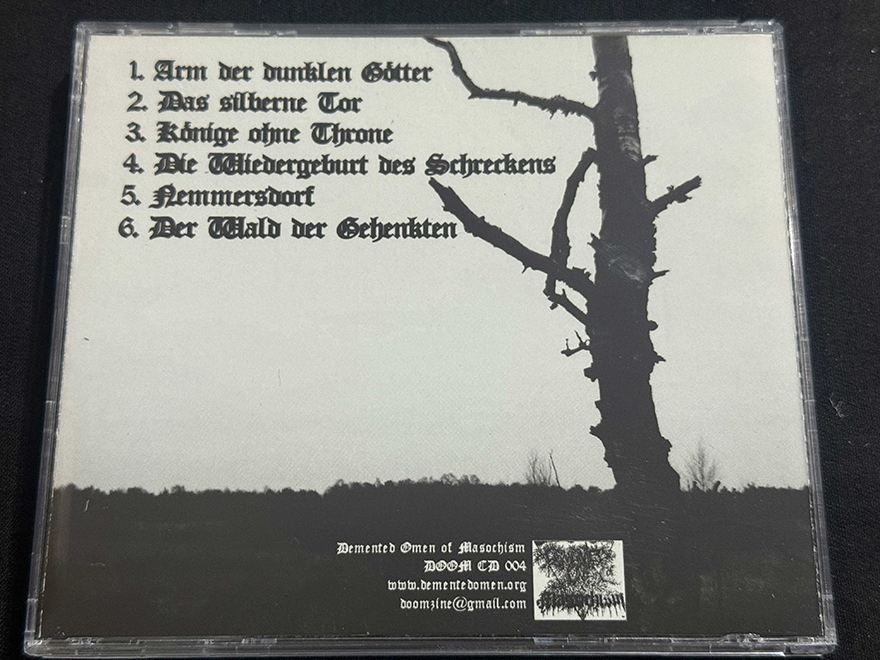 1. Arm der dunklen Götter
2. Das silberne Tor
3. Könige ohne Throne
4. Die Wiedergeburt des Schreckens
5. Nemmersdorf
6. Der Wald der Gehenkten
Demented Omen of Masochism
DOOM CD 004
www.dementedomen.org
doomzine@gmail.com